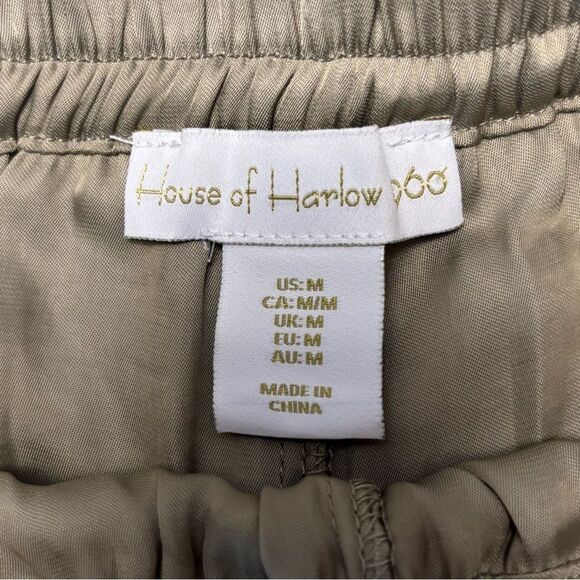 House of Harlow 1960
US: M
CA: M/M
UK: M
EU: M
AU: M
MADE IN
CHINA